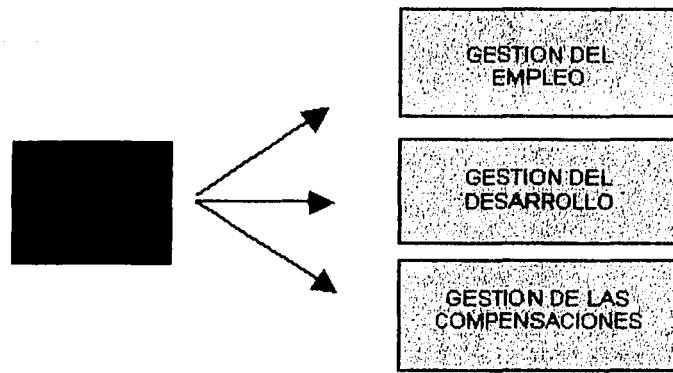 GESTION DEL
EMPLEO
GESTION DEL
DESARROLLO
GESTION DE LAS
COMPENSACIONES